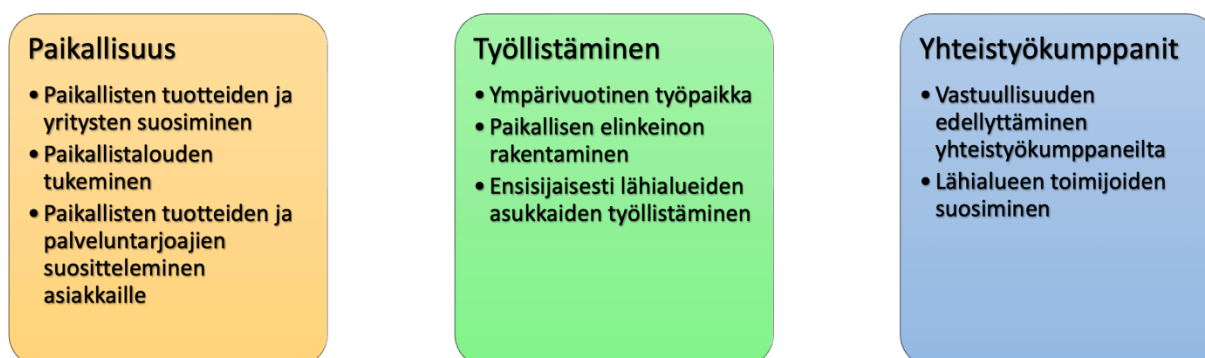 Paikallisuus
• Paikallisten tuotteiden ja
yritysten suosiminen
• Paikallistalouden
tukeminen
• Paikallisten tuotteiden ja
palveluntarjoajien
suositteleminen
asiakkaille
Työllistäminen
• Ympärivuotinen työpaikka
• Paikallisen elinkeinon
rakentaminen
• Ensisijaisesti lähialueiden
asukkaiden työllistäminen
Yhteistyökumppanit
• Vastuullisuuden
edellyttäminen
yhteistyökumppaneilta
• Lähialueen toimijoiden
suosiminen